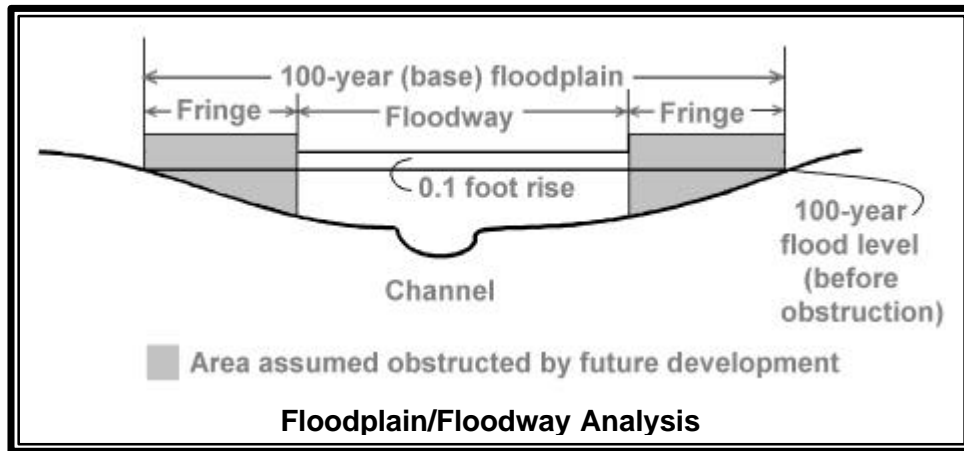 100-year (base) floodplain
Fringe
Floodway
Fringe
0.1 foot rise
100-year
flood level
(before
obstruction)
Channel
Area assumed obstructed by future development
Floodplain/Floodway Analysis